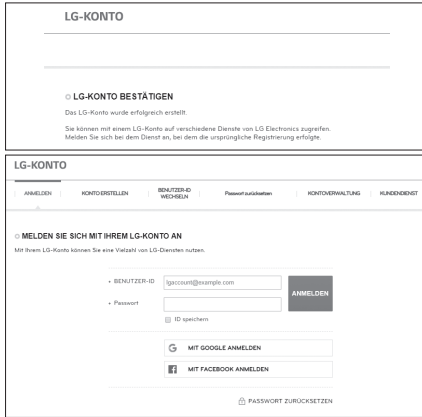 LG-KONTO
LG-KONTO BESTÄTIGEN
Das LG-Konto wurde erfolgreich erstellt.
Sie können mit einem LG-Konto auf verschiedene Dienste von LG Electronics zugreifen.
Melden Sie sich bei dem Dienst an, bei dem die ursprüngliche Registrierung erfolgte.
LG-KONTO
ANMELDEN
KONTO ERSTELLEN
BENUTZER-ID WECHSELN
Passwort zurücksetzen
KONTOVERWALTUNG
KUNDENDIENST
MELDEN SIE SICH MIT IHREM LG-KONTO AN
Mit Ihrem LG-Konto können Sie eine Vielzahl von LG-Diensten nutzen.
BENUTZER-ID
lgaccount@example.com
ANMELDEN
Passwort
ID speichern
MIT GOOGLE ANMELDEN
MIT FACEBOOK ANMELDEN
PASSWORT ZURÜCKSETZEN